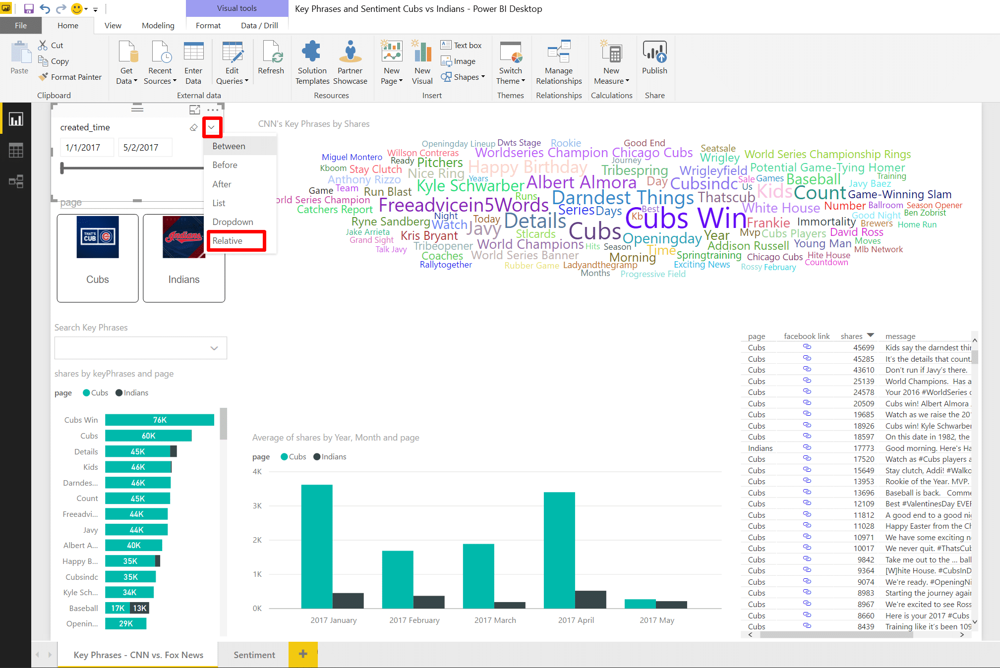 Visual tools
Key Phrases and Sentiment Cubs vs Indians - Power BI Desktop
File
Home
View
Modeling
Format
Data / Drill
Paste
Cut
Copy
Format Painter
Clipboard
Get Data
Recent Sources
Enter Data
Edit Queries
External data
Refresh
Solution Templates
Partner Showcase
Resources
New Page
New Visual
Text box
Image
Shapes
Insert
Switch Theme
Themes
Manage Relationships
Relationships
New Measure
Calculations
Publish
Share
created_time
1/1/2017
5/2/2017
Between
Before
After
List
Dropdown
Relative
page
THAT'S CUB
Indians
Cubs
Indians
CNN's Key Phrases by Shares
Openingday Lineup
Dwts Stage
Rookie
Good End
Seatsale
Miguel Montero
Willson Contreras
Worldseries Champion Chicago Cubs
Wrigley
World Series Championship Rings
Kboom
Stay Clutch
Ready
Pitchers
Happy Birthday
Journey
Tribespring
Wrigleyfield
Potential Game-Tying Homer
Anthony Rizzo
Nice Ring
Years
Albert Almora
Day
Cubsindc
Sale
Games
Us
Baseball
Training
Javy Baez
Game
Team
Run Blast
Kyle Schwarber
Runs
Darndest Things
Thatscub
Kids
Count
Game-Winning Slam
orld Series Champion
Freeadvicein5Words
Series
Days
Best
White House
Number
Ballroom
Season Opener
Catchers Report
Night
Today
Details
Kb
Cubs Win
Frankie
Immortality
Good Night
Ben Zobrist
Ryne Sandberg
Watch
Javy
Brewers
Home Run
Jake Arrieta
Grand Sight
Kris Bryant
Stlcards
Cubs
Openingday
Year
Mvp
Cubs Players
David Ross
Moves
Talk Javy
Tribeopener
World Champions
Hits
Season
Time
Addison Russell
Young Man
Mlb Network
Coaches
World Series Banner
Morning
Springtraining
Chicago Cubs
Hite House
Rallytogether
Rubber Game
Ladyandthegramp
Exciting News
Rossy
February
Countdown
Months
Progressive Field
Search Key Phrases
shares by keyPhrases and page
page Cubs Indians
Cubs Win 76K
Cubs 60K
Details 45K
Kids 46K
Darndes... 46K
Count 45K
Freeadvi... 44K
Javy 44K
Albert A... 40K
Happy B... 35K
Cubsindc 35K
Kyle Sch... 34K
Baseball 17K 13K
Openin... 29K
Average of shares by Year, Month and page
page Cubs Indians
4K
3K
2K
1K
0K
2017 January
2017 February
2017 March
2017 April
2017 May
page facebook link shares message
Cubs 45699 Kids say the darndest thin
Cubs 45285 It's the details that count.
Cubs 43610 Don't run if Javy's there.
Cubs 25139 World Champions. Has a
Cubs 24578 Your 2016 #WorldSeries c
Cubs 20509 Cubs win! Albert Almora
Cubs 19685 Watch as we raise the 201
Cubs 18926 Cubs win! Kyle Schwarber
Cubs 18597 On this date in 1982, the
Indians 17773 Good morning. Here's Ha
Cubs 17520 Watch as #Cubs players a
Cubs 15649 Stay clutch, Addi! #Walko
Cubs 13953 Rookie of the Year. MVP.
Cubs 13696 Baseball is back. Comme
Cubs 12109 Best #ValentinesDay EVER
Cubs 11812 A good end to a good nig
Cubs 11028 Happy Easter from the Ch
Cubs 10971 We have some exciting n
Cubs 10017 We never quit. #ThatsCub
Cubs 9842 Take me out to the ... ball
Cubs 9364 [W]hite House. #CubsInD
Cubs 9074 We're ready. #OpeningNi
Cubs 8983 Starting the journey agai
Cubs 8967 We're excited to see Ross
Cubs 8660 Here is your 2017 #Cubs
Cubs 8439 Training like it's been 109
Key Phrases - CNN vs. Fox News
Sentiment